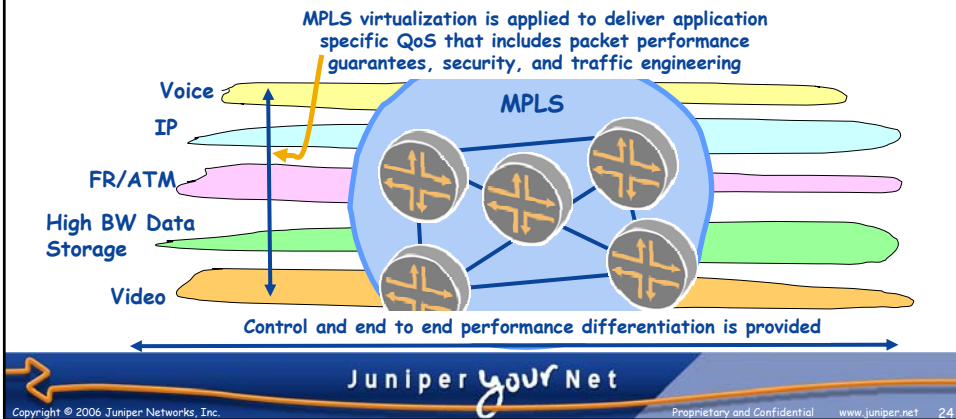 MPLS virtualization is applied to deliver application
specific QoS that includes packet performance
guarantees, security, and traffic engineering
Voice
MPLS
IP
FR/ATM
High BW Data
Storage
Video
Control and end to end performance differentiation is provided
Juniper your Net
Copyright © 2006 Juniper Networks, Inc.
Proprietary and Confidential
www.juniper.net
24